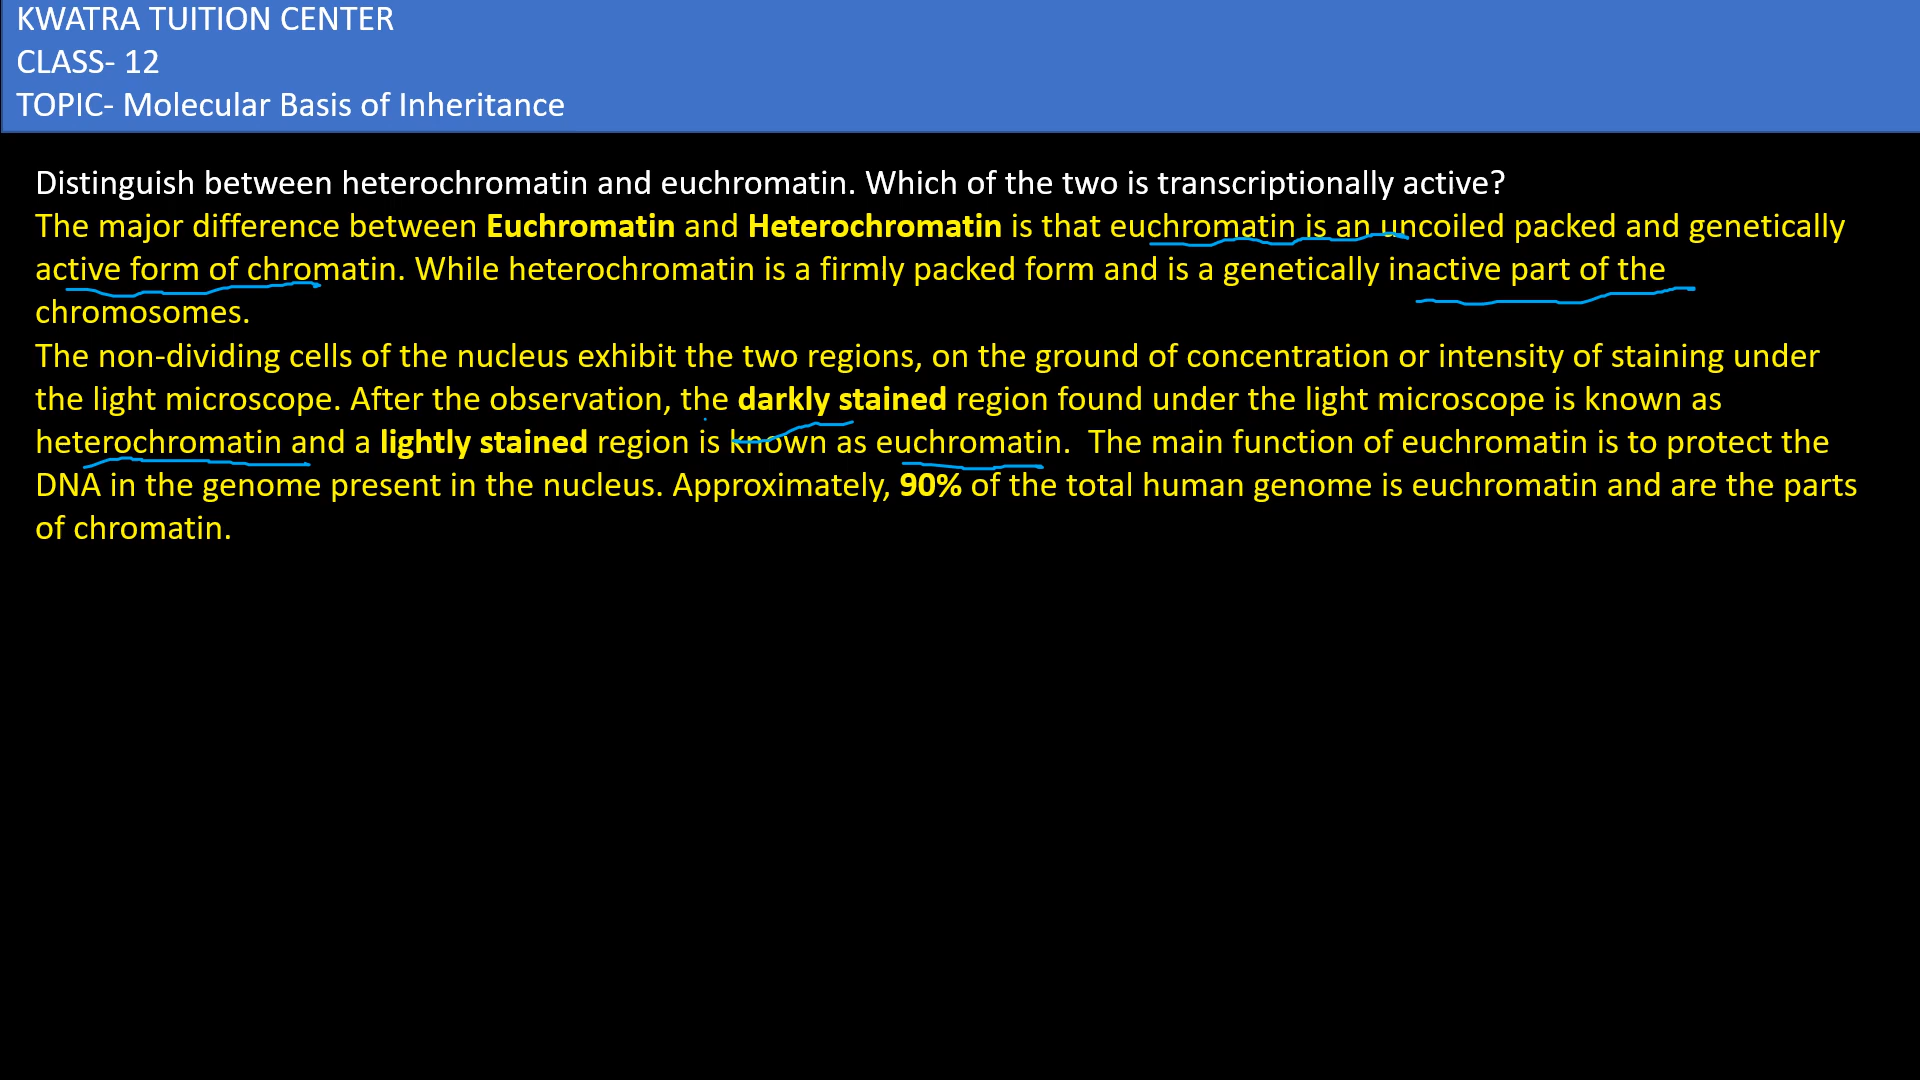 KWATRA TUITION CENTER
CLASS- 12
TOPIC- Molecular Basis of Inheritance
Distinguish between heterochromatin and euchromatin. Which of the two is transcriptionally active?
The major difference between Euchromatin and Heterochromatin is that euchromatin is an uncoiled packed and genetically
active form of chromatin. While heterochromatin is a firmly packed form and is a genetically inactive part of the
chromosomes.
The non-dividing cells of the nucleus exhibit the two regions, on the ground of concentration or intensity of staining under
the light microscope. After the observation, the darkly stained region found under the light microscope is known as
heterochromatin and a lightly stained region is known as euchromatin.  The main function of euchromatin is to protect the
DNA in the genome present in the nucleus. Approximately, 90% of the total human genome is euchromatin and are the parts
of chromatin.